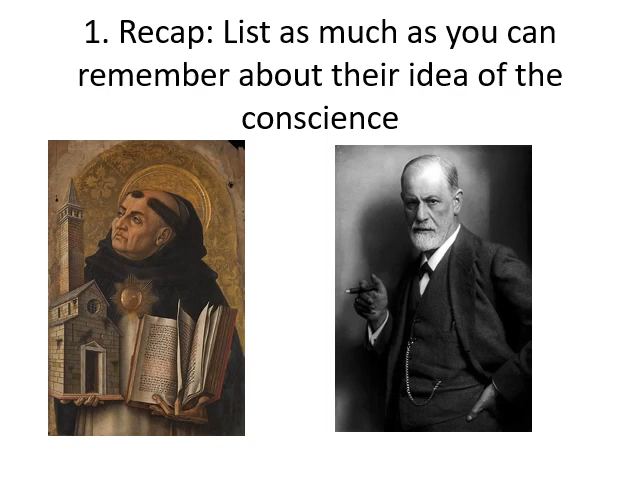 1. Recap: List as much as you can
remember about their idea of the
conscience